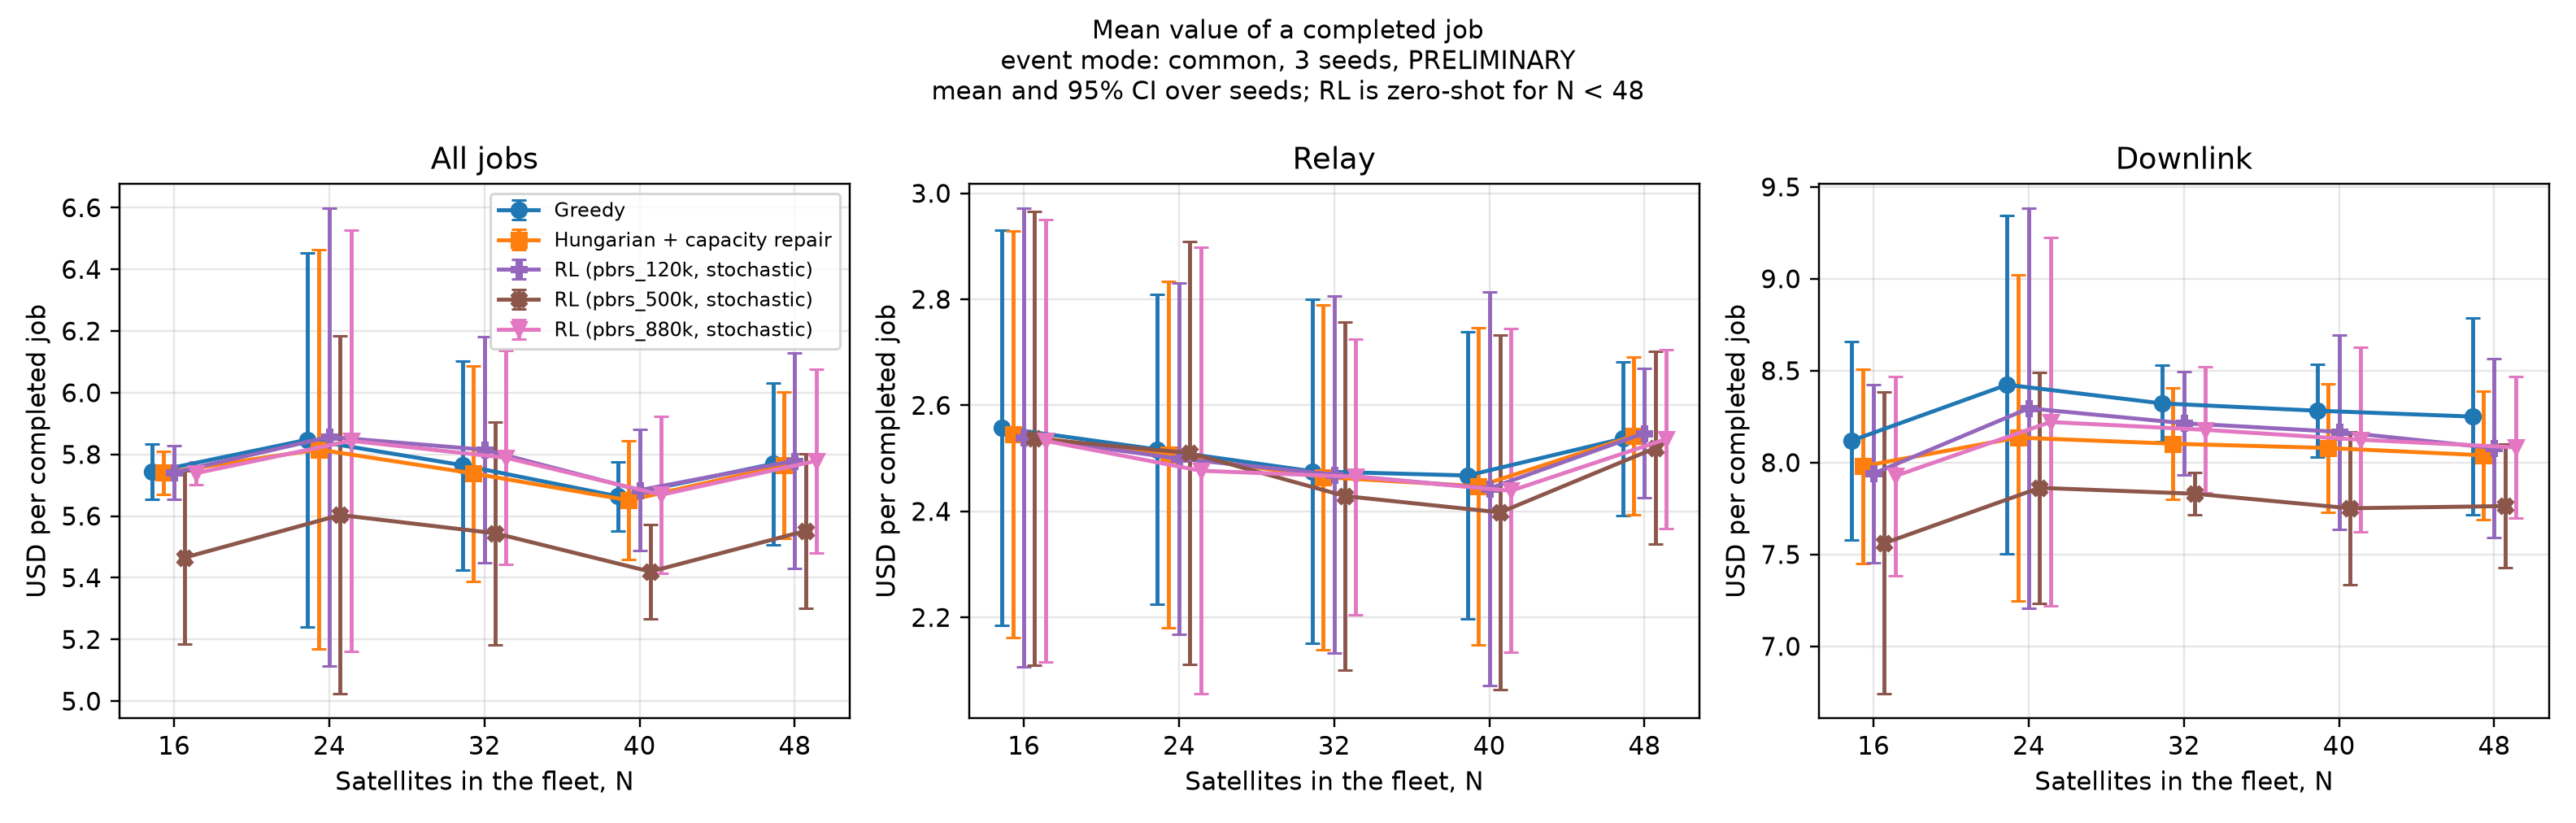 Mean value of a completed job
event mode: common, 3 seeds, PRELIMINARY
mean and 95% CI over seeds; RL is zero-shot for N < 48
All jobs
USD per completed job
6.6
6.4
6.2
6.0
5.8
5.6
5.4
5.2
5.0
Greedy
Hungarian + capacity repair
RL (pbrs_120k, stochastic)
RL (pbrs_500k, stochastic)
RL (pbrs_880k, stochastic)
16 24 32 40 48
Satellites in the fleet, N
Relay
USD per completed job
3.0
2.8
2.6
2.4
2.2
16 24 32 40 48
Satellites in the fleet, N
Downlink
USD per completed job
9.5
9.0
8.5
8.0
7.5
7.0
16 24 32 40 48
Satellites in the fleet, N